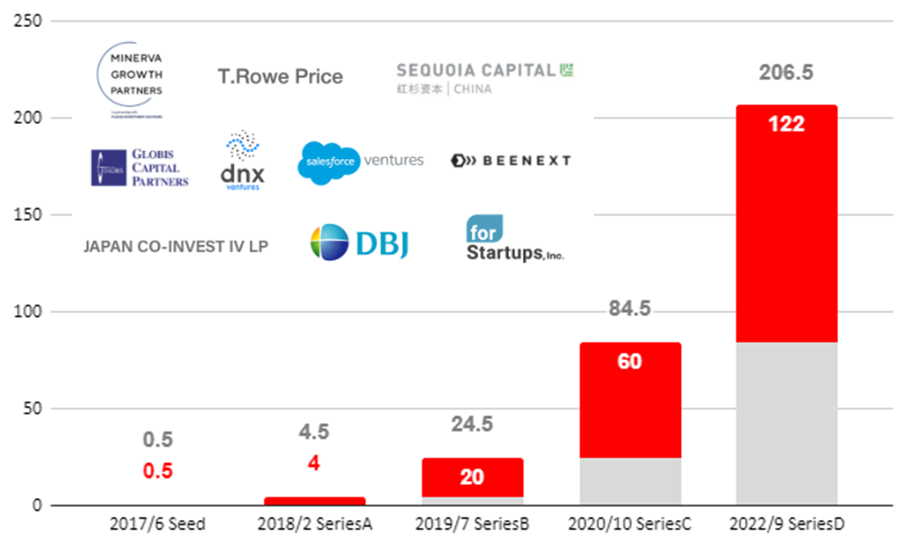 250
200
150
100
50
0
MINERVA
GROWTH
PARTNERS
T.Rowe Price
SEQUOIA CAPITAL
红杉资本 | CHINA
GLOBIS
CAPITAL
PARTNERS
dnx
ventures
salesforce ventures
BEENEXT
JAPAN CO-INVEST IV LP
DBJ
for
Startups, Inc.
0.5
0.5
4.5
4
24.5
20
84.5
60
206.5
122
2017/6 Seed
2018/2 SeriesA
2019/7 SeriesB
2020/10 SeriesC
2022/9 SeriesD